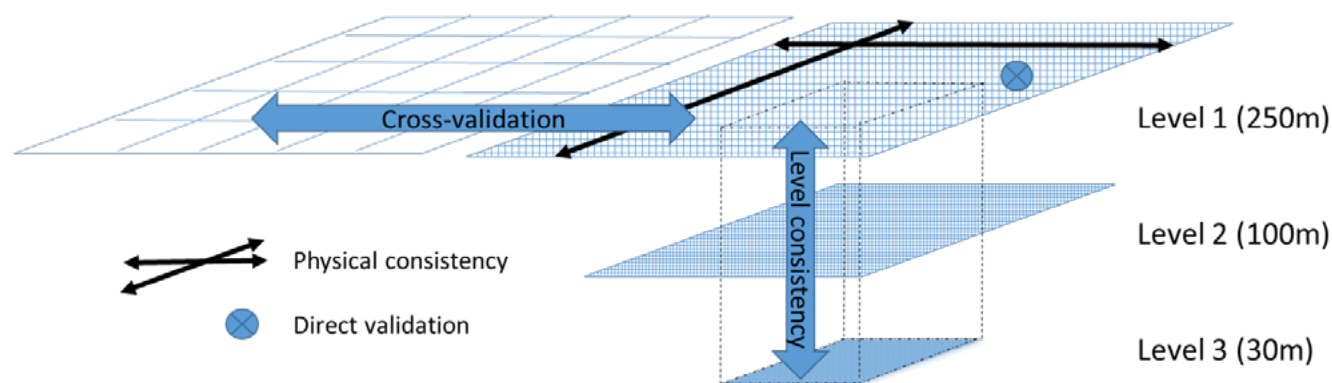 Cross-validation
Level 1 (250m)
Level consistency
Level 2 (100m)
Physical consistency
Direct validation
Level 3 (30m)